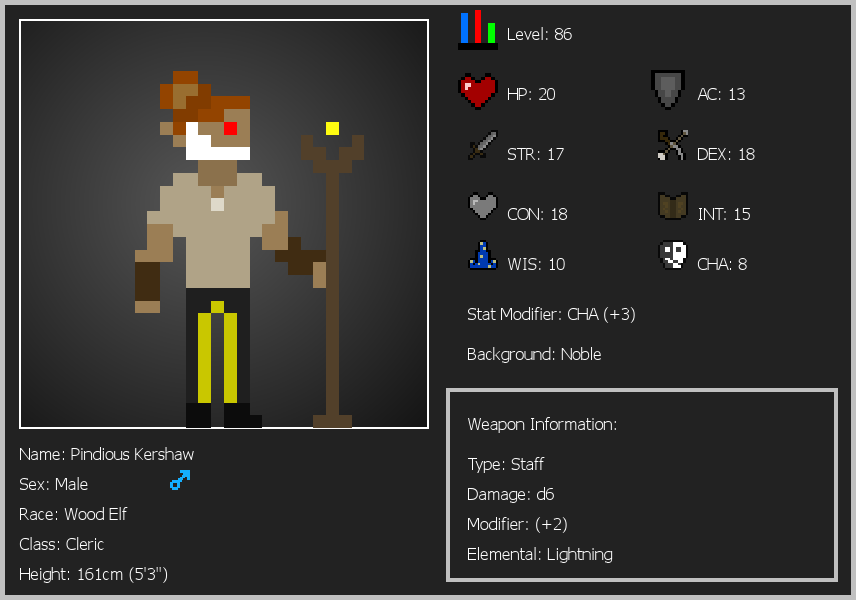 Level: 86
HP: 20
AC: 13
STR: 17
DEX: 18
CON: 18
INT: 15
WIS: 10
CHA: 8
Stat Modifier: CHA (+3)
Background: Noble
Weapon Information:
Type: Staff
Damage: d6
Modifier: (+2)
Elemental: Lightning
Name: Pindious Kershaw
Sex: Male
Race: Wood Elf
Class: Cleric
Height: 161cm (5'3")